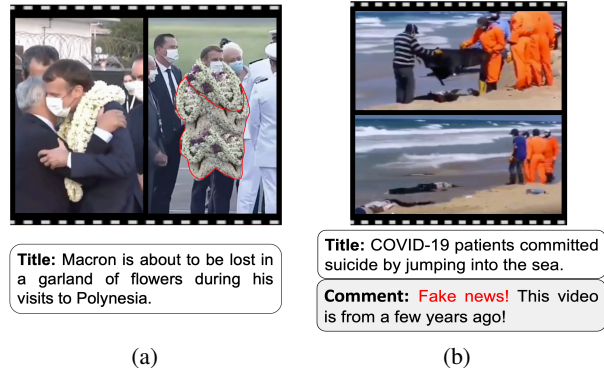 Title: Macron is about to be lost in
a garland of flowers during his
visits to Polynesia.
Title: COVID-19 patients committed
suicide by jumping into the sea.
Comment: Fake news! This video
is from a few years ago!
(a)
(b)